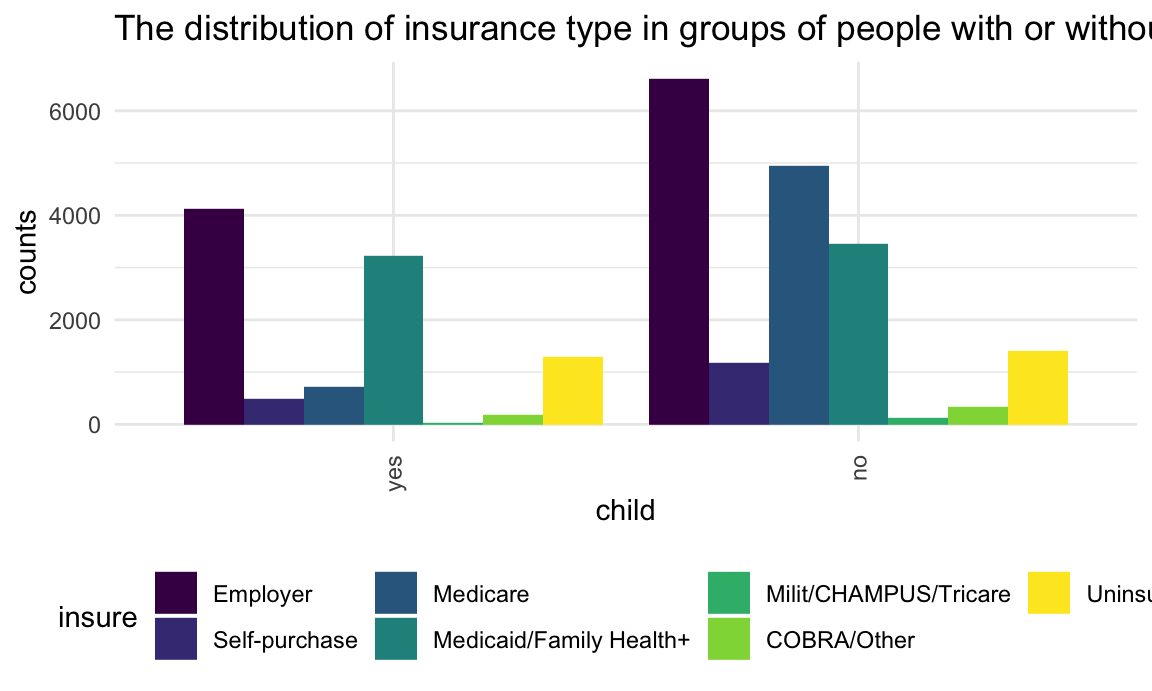 The distribution of insurance type in groups of people with or withou
6000
4000
2000
0
counts
yes
no
child
insure
Employer
Medicare
Milit/CHAMPUS/Tricare
Uninsu
Self-purchase
Medicaid/Family Health+
COBRA/Other